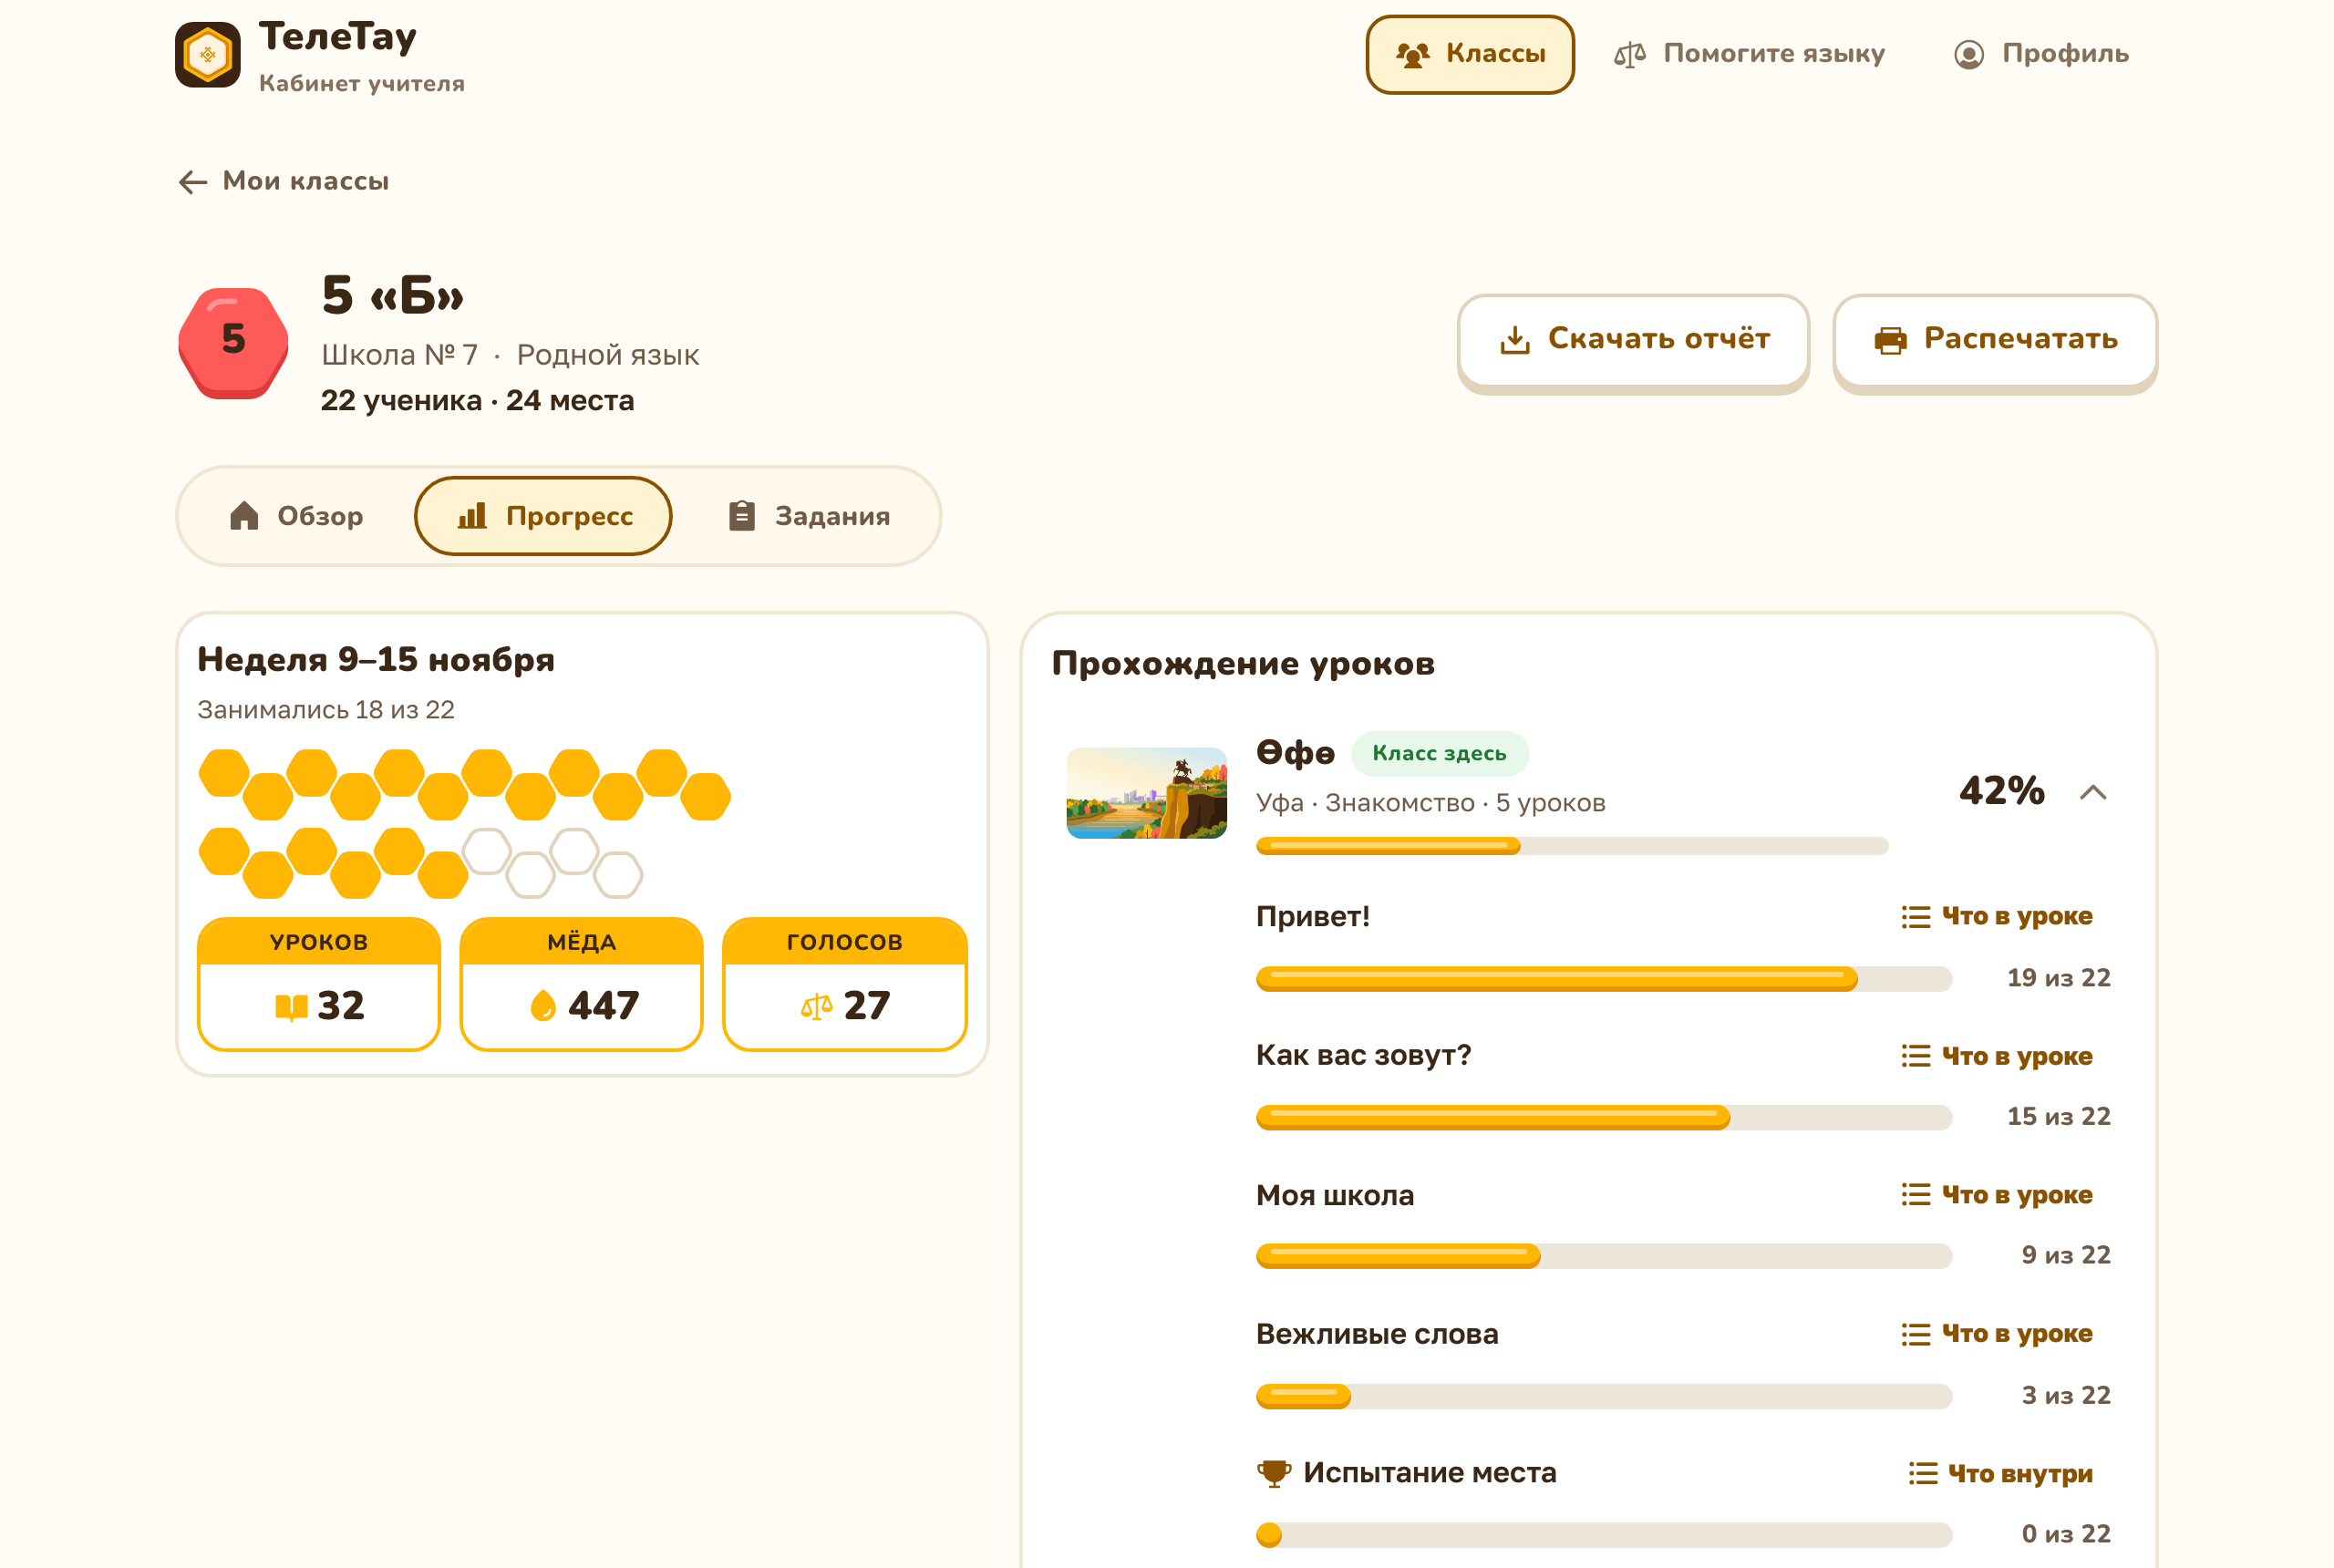 ТелеТау
Кабинет учителя
Классы
Помогите языку
Профиль
Мои классы
5
5 «Б»
Школа № 7 · Родной язык
22 ученика · 24 места
Скачать отчёт
Распечатать
Обзор
Прогресс
Задания
Неделя 9–15 ноября
Занимались 18 из 22
УРОКОВ
32
МЁДА
447
ГОЛОСОВ
27
Прохождение уроков
Өфө
Класс здесь
Уфа · Знакомство · 5 уроков
42%
Привет!
Что в уроке
19 из 22
Как вас зовут?
Что в уроке
15 из 22
Моя школа
Что в уроке
9 из 22
Вежливые слова
Что в уроке
3 из 22
Испытание места
Что внутри
0 из 22